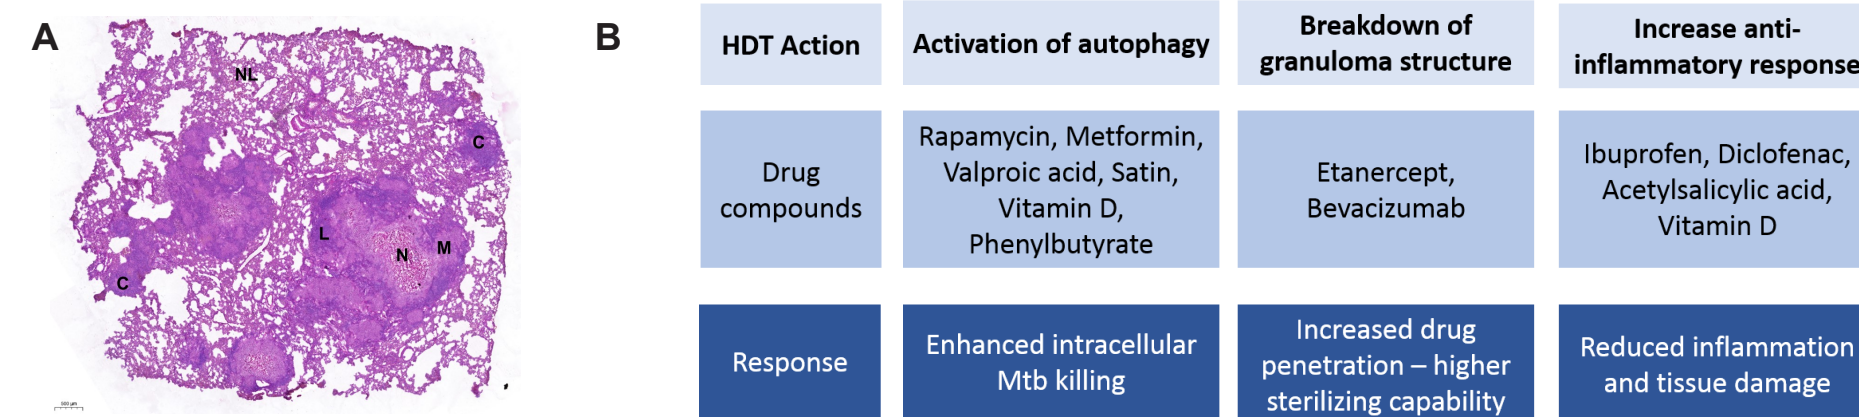 A
NL
C
L
N
M
C
500 µm
B
HDT Action
Activation of autophagy
Breakdown of
granuloma structure
Increase anti-
inflammatory response
Drug
compounds
Rapamycin, Metformin,
Valproic acid, Satin,
Vitamin D,
Phenylbutyrate
Etanercept,
Bevacizumab
Ibuprofen, Diclofenac,
Acetylsalicylic acid,
Vitamin D
Response
Enhanced intracellular
Mtb killing
Increased drug
penetration – higher
sterilizing capability
Reduced inflammation
and tissue damage